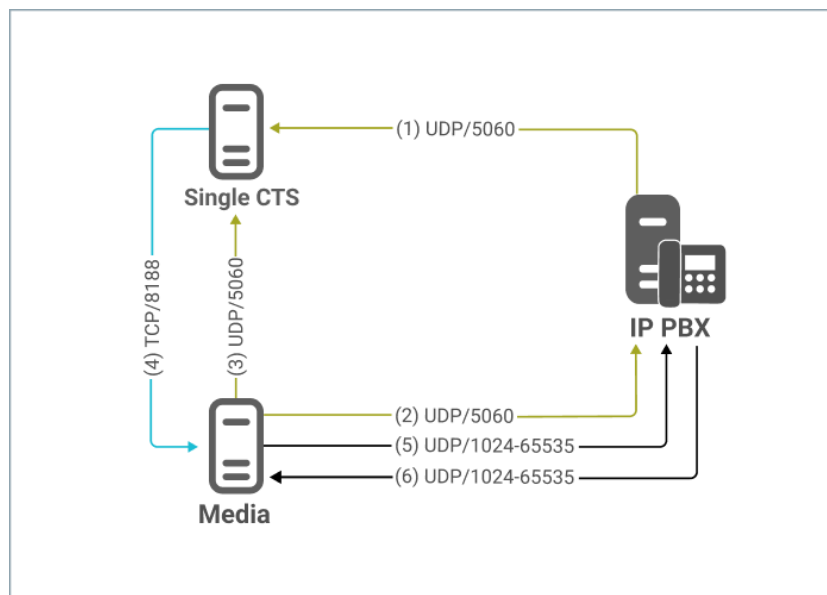 (1) UDP/5060
Single CTS
(4) TCP/8188
(3) UDP/5060
IP PBX
(2) UDP/5060
(5) UDP/1024-65535
(6) UDP/1024-65535
Media